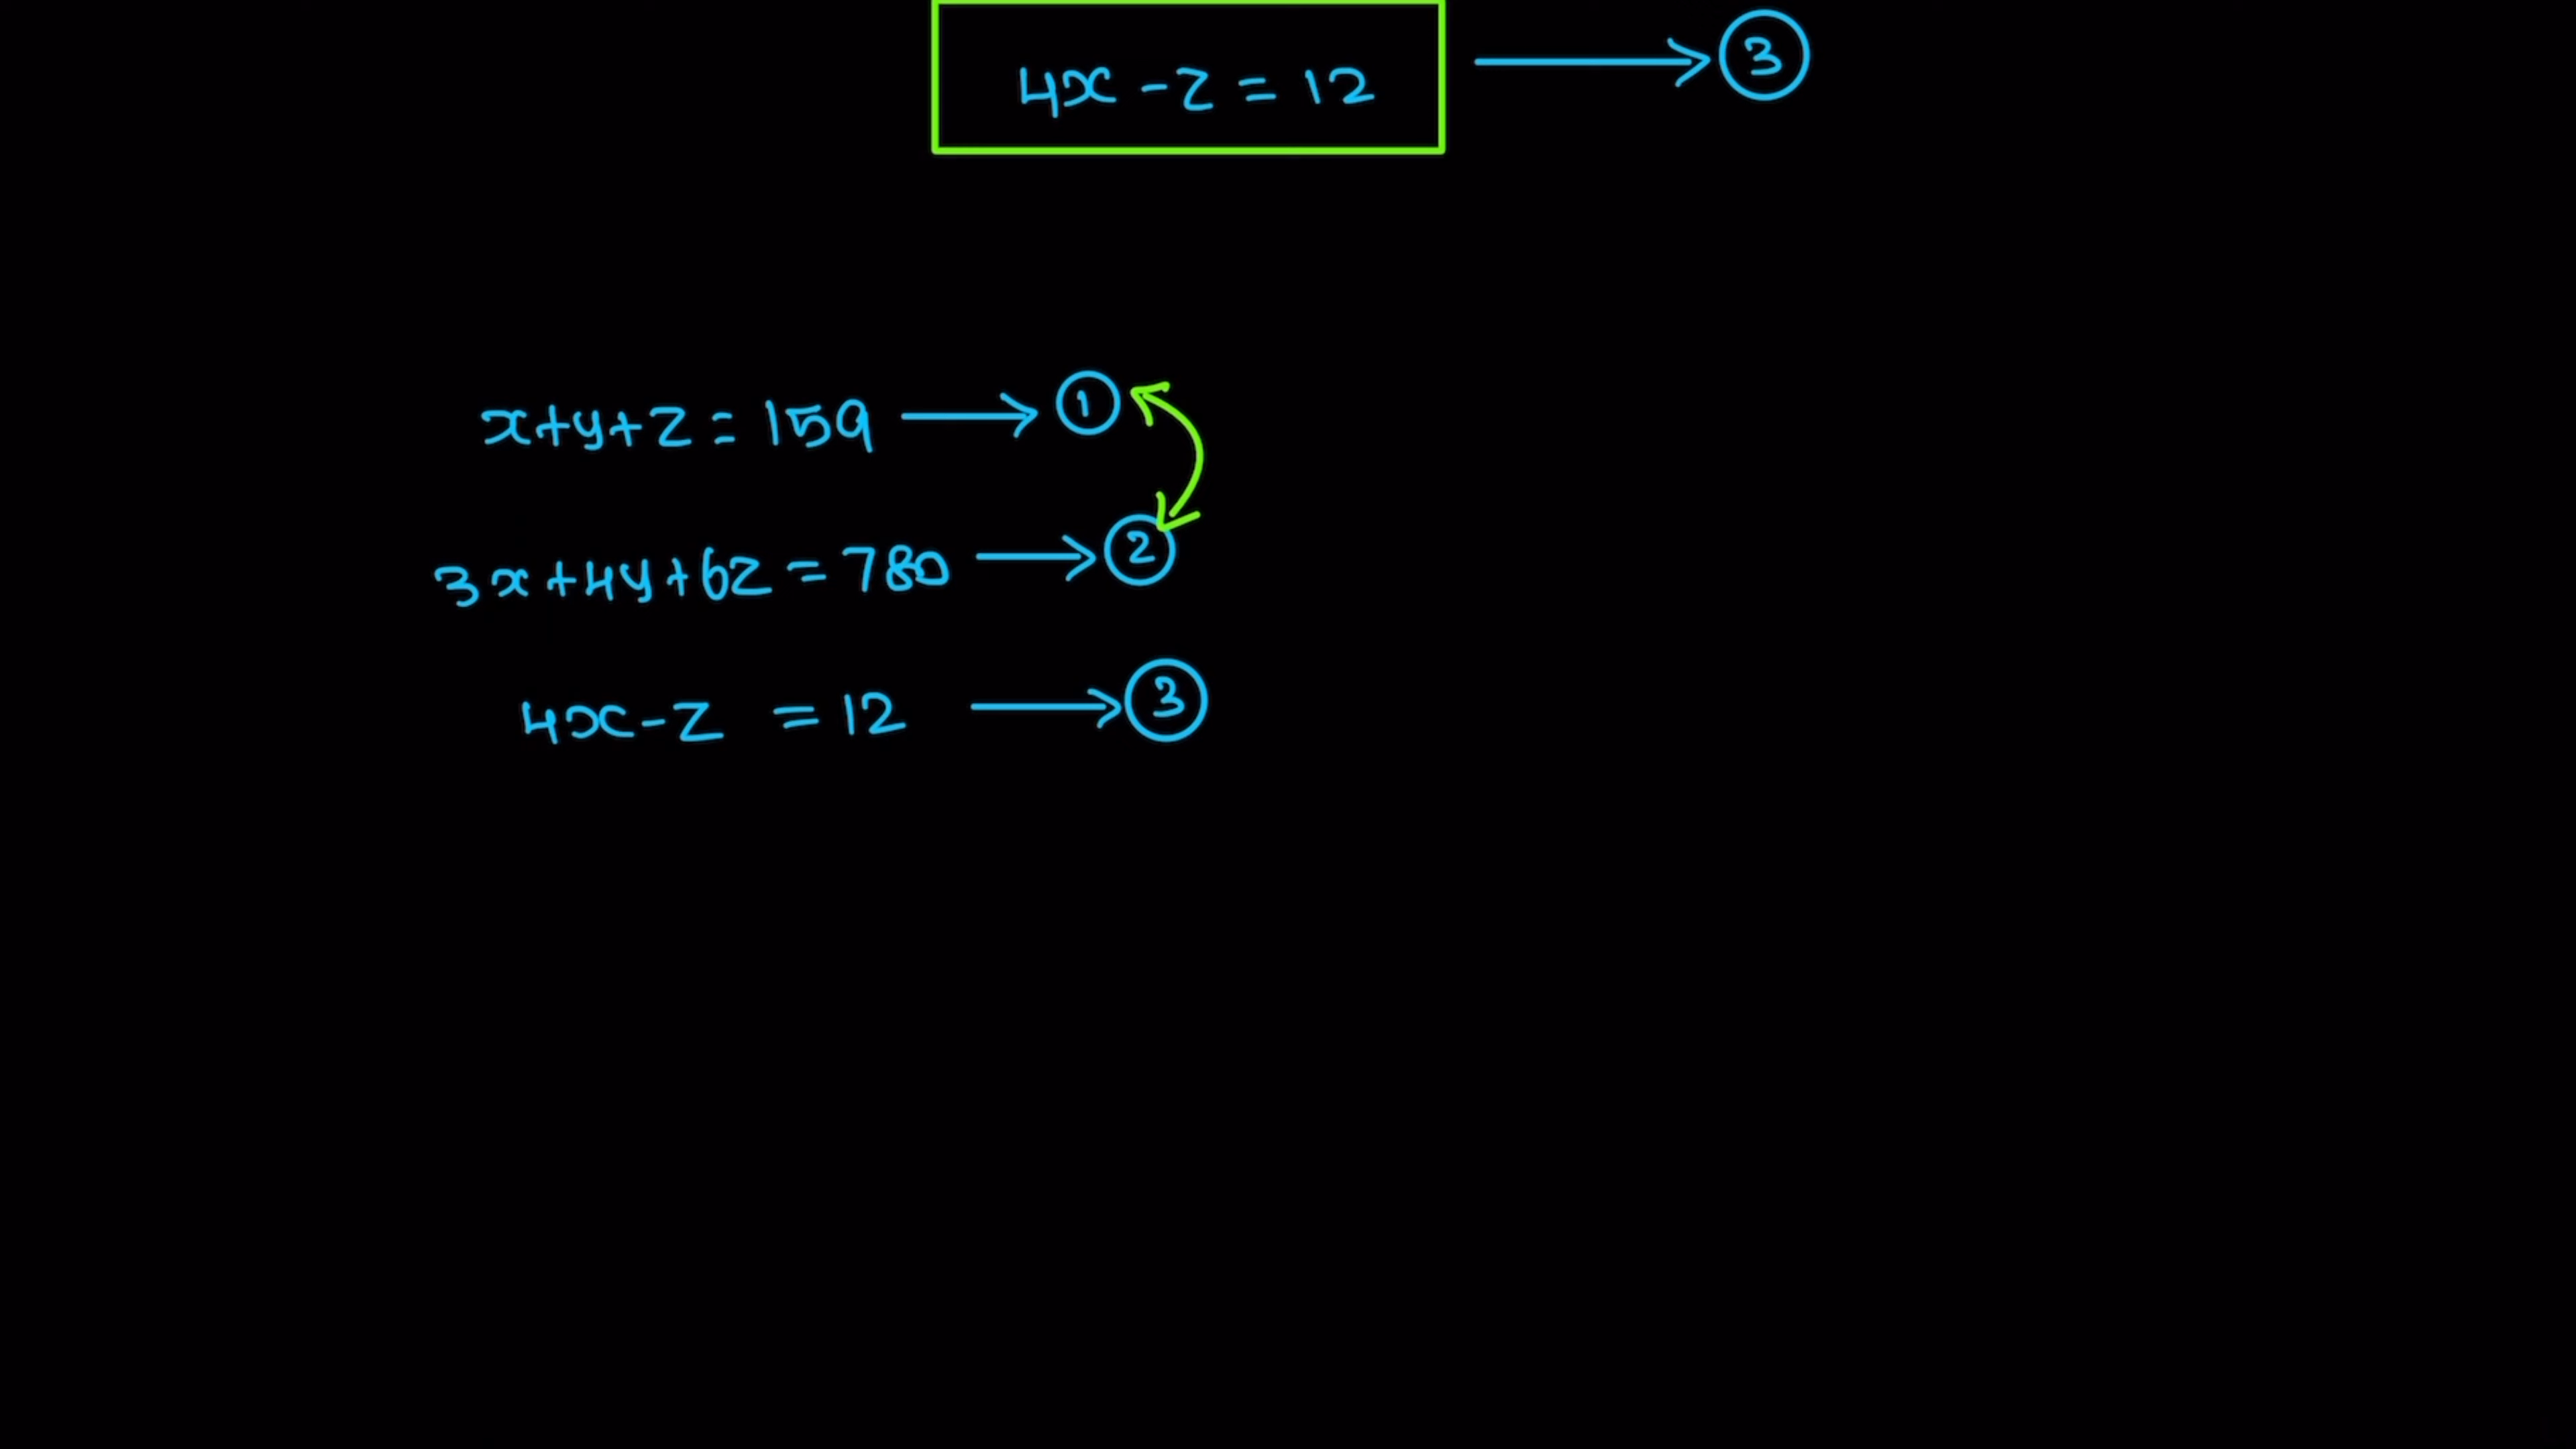 4x - z = 12 → 3
x+y+z = 159 → 1
3x+4y+6z = 780 → 2
4x-z = 12 → 3